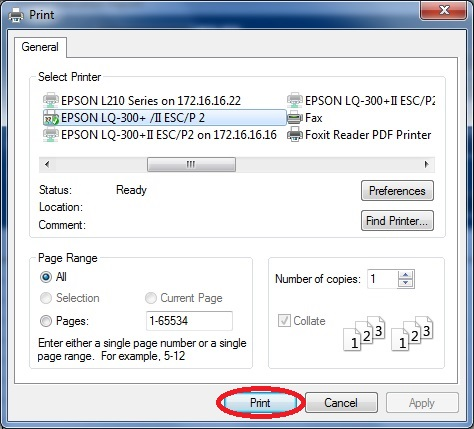 Print
General
Select Printer
EPSON L210 Series on 172.16.16.22
EPSON LQ-300+II ESC/P2
EPSON LQ-300+ /II ESC/P 2
Fax
EPSON LQ-300+II ESC/P2 on 172.16.16.16
Foxit Reader PDF Printer
Status: Ready
Preferences
Location:
Comment:
Find Printer...
Page Range
All
Selection
Current Page
Pages: 1-65534
Enter either a single page number or a single
page range. For example, 5-12
Number of copies: 1
Collate
1 2 3 1 2 3
Print
Cancel
Apply